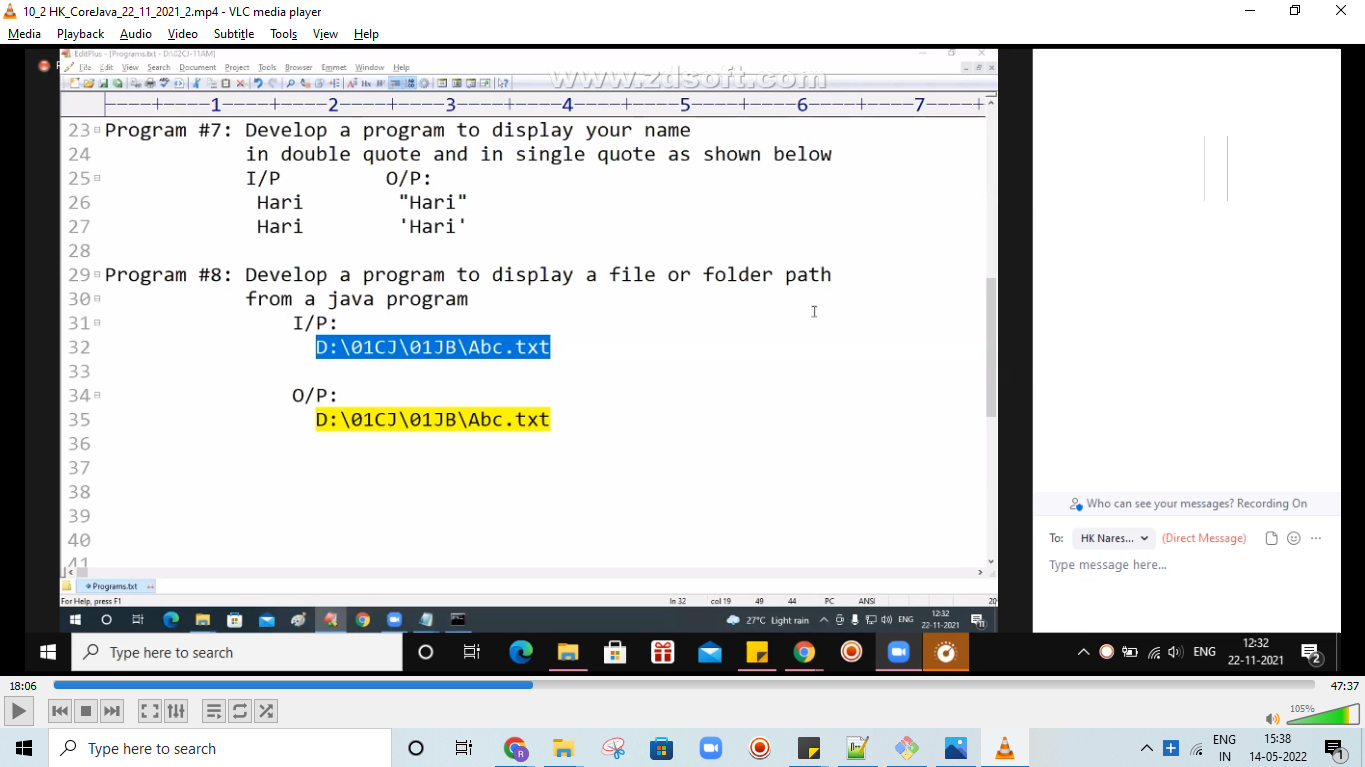 10_2 HK_CoreJava_22_11_2021_2.mp4 - VLC media player
Media Playback Audio Video Subtitle Tools View Help
EditPlus - [Programs.txt - D:\02CJ-11AM]
File Edit View Search Document Project Tools Browser Emmet Window Help
www.zdsoft.com
----+----1----+----2----+----3----+----4----+----5----+----6----+----7----+
23 Program #7: Develop a program to display your name
24 in double quote and in single quote as shown below
25 I/P O/P:
26 Hari "Hari"
27 Hari 'Hari'
28
29 Program #8: Develop a program to display a file or folder path
30 from a java program
31 I/P:
32 D:\01CJ\01JB\Abc.txt
33
34 O/P:
35 D:\01CJ\01JB\Abc.txt
36
37
38
39
40
41
Programs.txt
For Help, press F1 ln 32 col 19 49 44 PC ANSI
27°C Light rain ENG 12:32
22-11-2021
Who can see your messages? Recording On
To: HK Nares... (Direct Message)
Type message here...
Type here to search ENG 12:32
22-11-2021 2
18:06 47:37
105%
Type here to search ENG
IN 15:38
14-05-2022 1